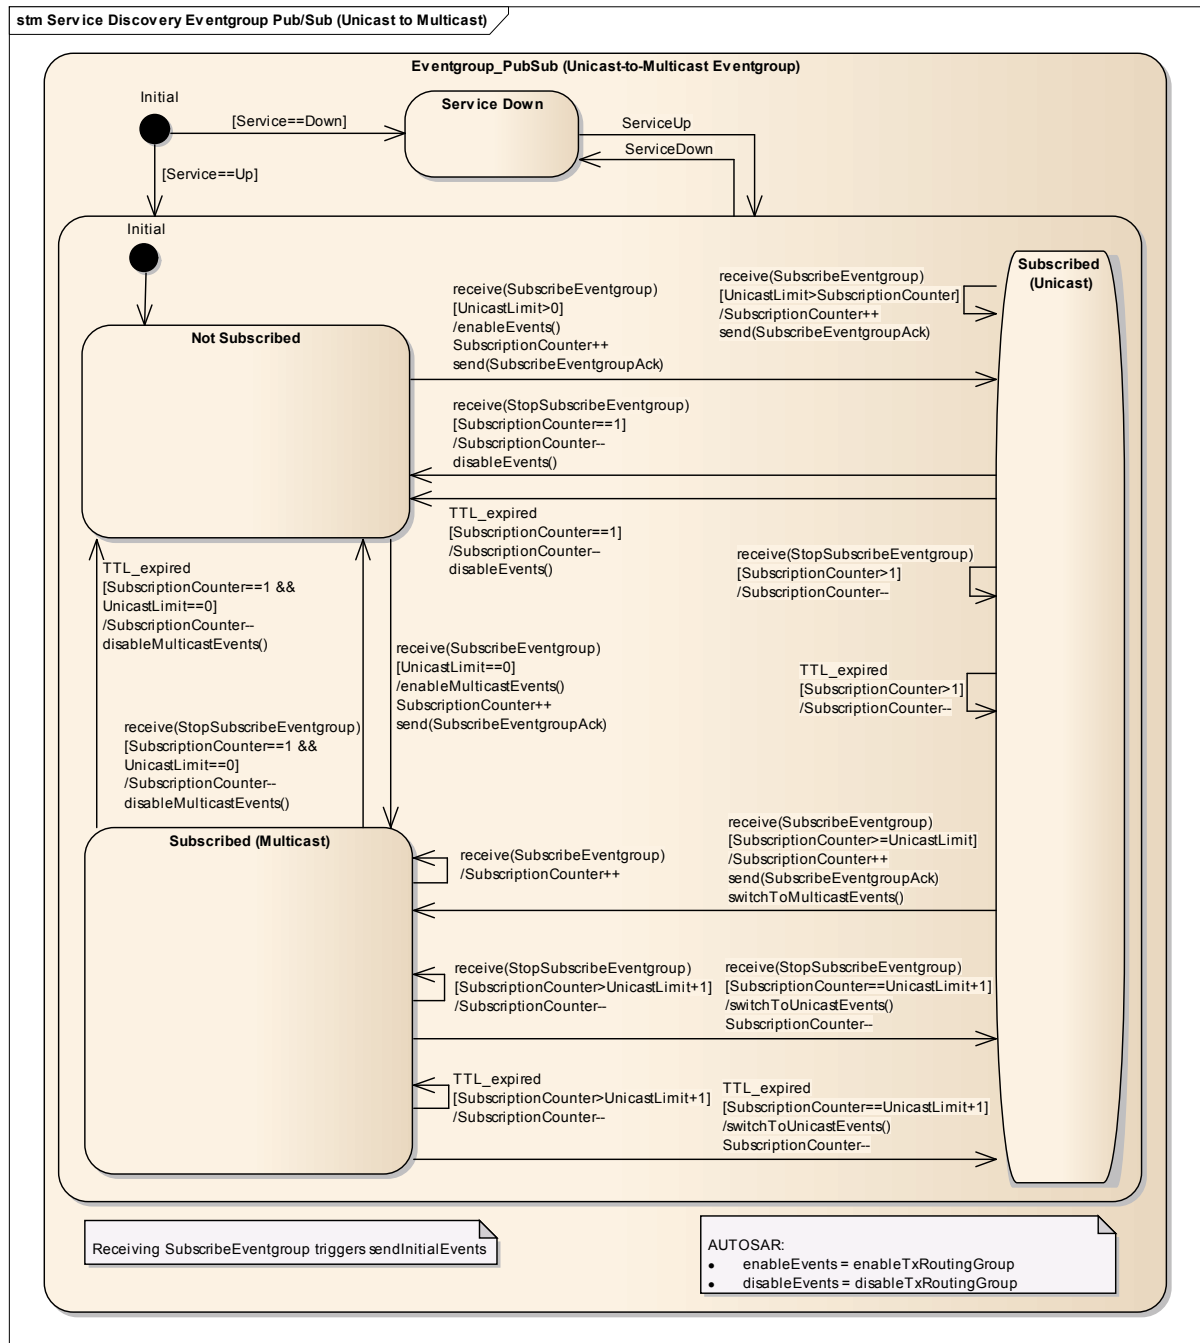 stm Service Discovery Eventgroup Pub/Sub (Unicast to Multicast)
Eventgroup_PubSub (Unicast-to-Multicast Eventgroup)
Initial
[Service==Down]
Service Down
ServiceUp
ServiceDown
[Service==Up]
Initial
Not Subscribed
receive(SubscribeEventgroup)
[UnicastLimit>0]
/enableEvents()
SubscriptionCounter++
send(SubscribeEventgroupAck)
receive(SubscribeEventgroup)
[UnicastLimit>SubscriptionCounter]
/SubscriptionCounter++
send(SubscribeEventgroupAck)
Subscribed
(Unicast)
receive(StopSubscribeEventgroup)
[SubscriptionCounter==1]
/SubscriptionCounter--
disableEvents()
TTL_expired
[SubscriptionCounter==1]
/SubscriptionCounter--
disableEvents()
receive(StopSubscribeEventgroup)
[SubscriptionCounter>1]
/SubscriptionCounter--
TTL_expired
[SubscriptionCounter==1 &&
UnicastLimit==0]
/SubscriptionCounter--
disableMulticastEvents()
receive(SubscribeEventgroup)
[UnicastLimit==0]
/enableMulticastEvents()
SubscriptionCounter++
send(SubscribeEventgroupAck)
TTL_expired
[SubscriptionCounter>1]
/SubscriptionCounter--
receive(StopSubscribeEventgroup)
[SubscriptionCounter==1 &&
UnicastLimit==0]
/SubscriptionCounter--
disableMulticastEvents()
Subscribed (Multicast)
receive(SubscribeEventgroup)
/SubscriptionCounter++
receive(SubscribeEventgroup)
[SubscriptionCounter>=UnicastLimit]
/SubscriptionCounter++
send(SubscribeEventgroupAck)
switchToMulticastEvents()
receive(StopSubscribeEventgroup)
[SubscriptionCounter>UnicastLimit+1]
/SubscriptionCounter--
receive(StopSubscribeEventgroup)
[SubscriptionCounter==UnicastLimit+1]
/switchToUnicastEvents()
SubscriptionCounter--
TTL_expired
[SubscriptionCounter>UnicastLimit+1]
/SubscriptionCounter--
TTL_expired
[SubscriptionCounter==UnicastLimit+1]
/switchToUnicastEvents()
SubscriptionCounter--
Receiving SubscribeEventgroup triggers sendInitialEvents
AUTOSAR:
• enableEvents = enableTxRoutingGroup
• disableEvents = disableTxRoutingGroup